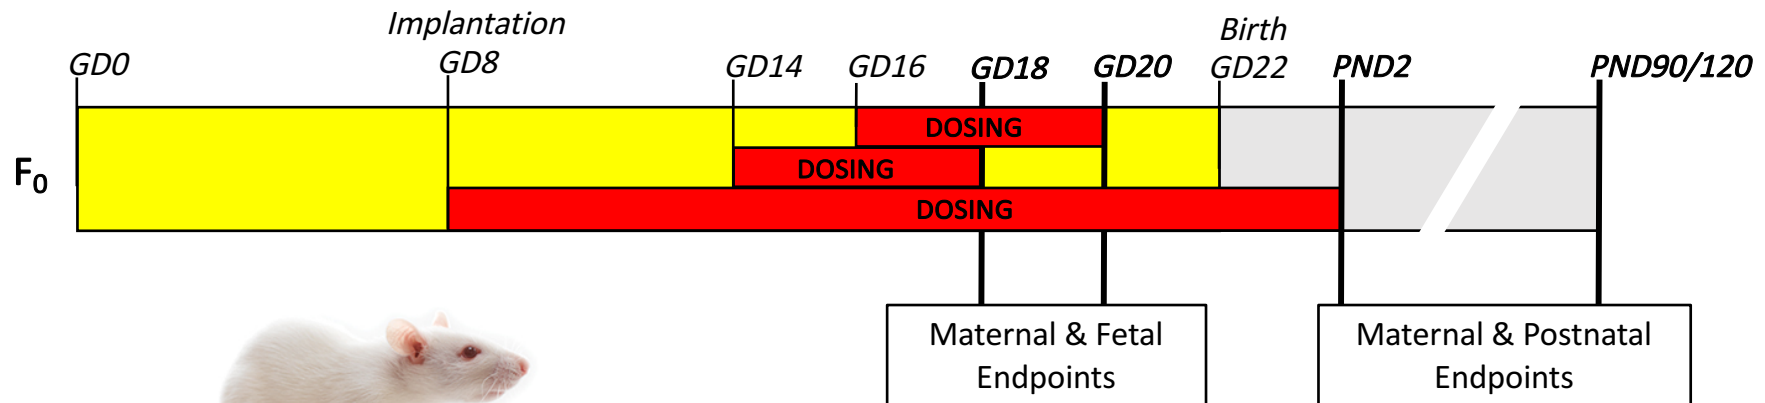 Implantation
Birth
GD0
GD8
GD14
GD16
GD18
GD20
GD22
PND2
PND90/120
F0
DOSING
DOSING
DOSING
Maternal & Fetal
Endpoints
Maternal & Postnatal
Endpoints